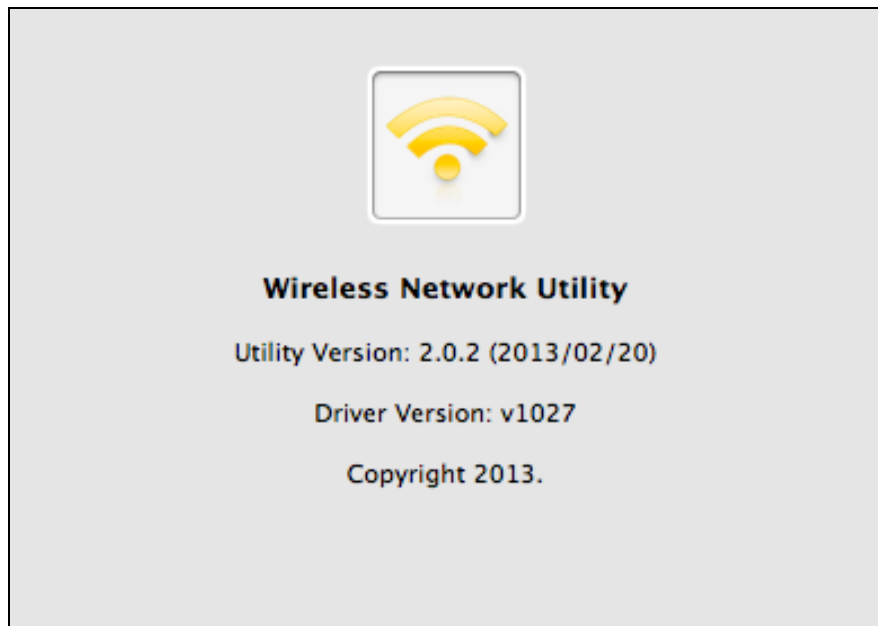 Wireless Network Utility
Utility Version: 2.0.2 (2013/02/20)
Driver Version: v1027
Copyright 2013.